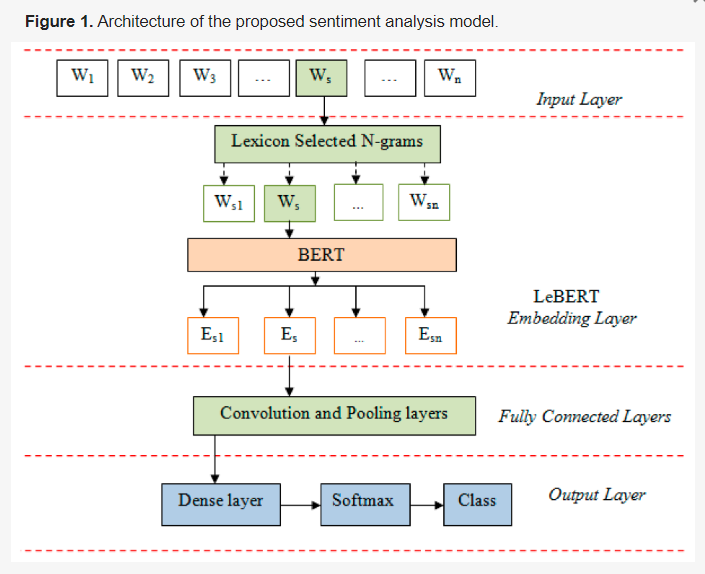 Figure 1. Architecture of the proposed sentiment analysis model.
W1 W2 W3 ... Ws ... Wn
Input Layer
Lexicon Selected N-grams
Ws1 Ws ... Wsn
BERT
LeBERT
Embedding Layer
Es1 Es ... Esn
Convolution and Pooling layers
Fully Connected Layers
Dense layer Softmax Class
Output Layer